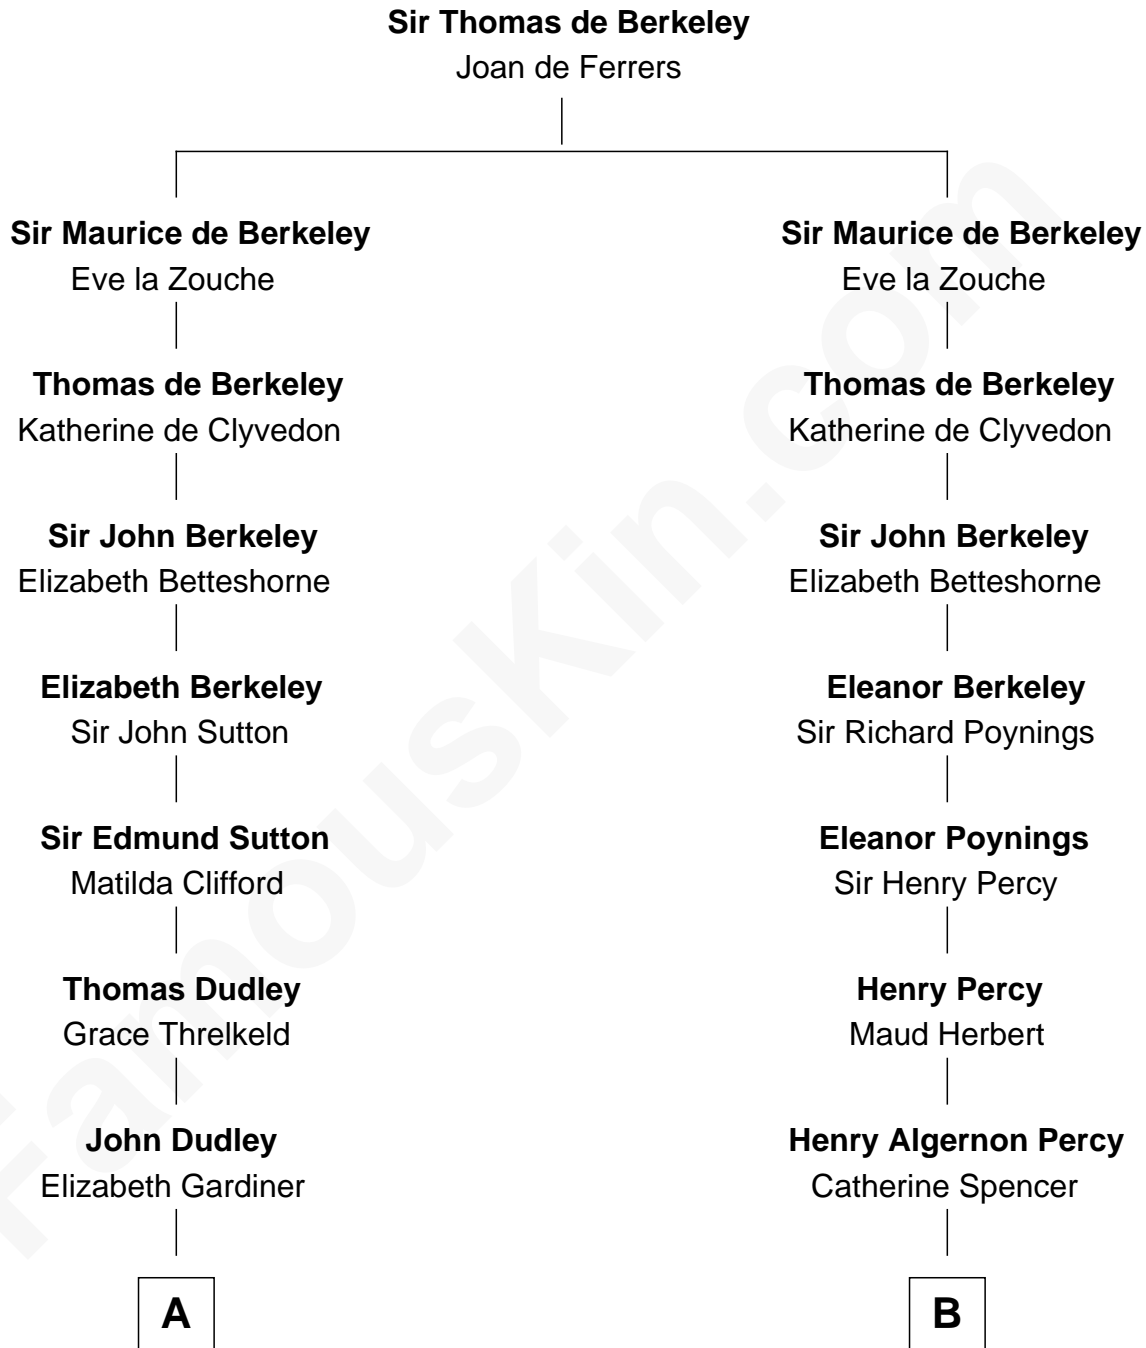 Sir Thomas de Berkeley
Joan de Ferrers
Sir Maurice de Berkeley
Eve la Zouche
Thomas de Berkeley
Katherine de Clyvedon
Sir John Berkeley
Elizabeth Betteshorne
Elizabeth Berkeley
Sir John Sutton
Sir Edmund Sutton
Matilda Clifford
Thomas Dudley
Grace Threlkeld
John Dudley
Elizabeth Gardiner
A
Sir Maurice de Berkeley
Eve la Zouche
Thomas de Berkeley
Katherine de Clyvedon
Sir John Berkeley
Elizabeth Betteshorne
Eleanor Berkeley
Sir Richard Poynings
Eleanor Poynings
Sir Henry Percy
Henry Percy
Maud Herbert
Henry Algernon Percy
Catherine Spencer
B
FamousKin.com